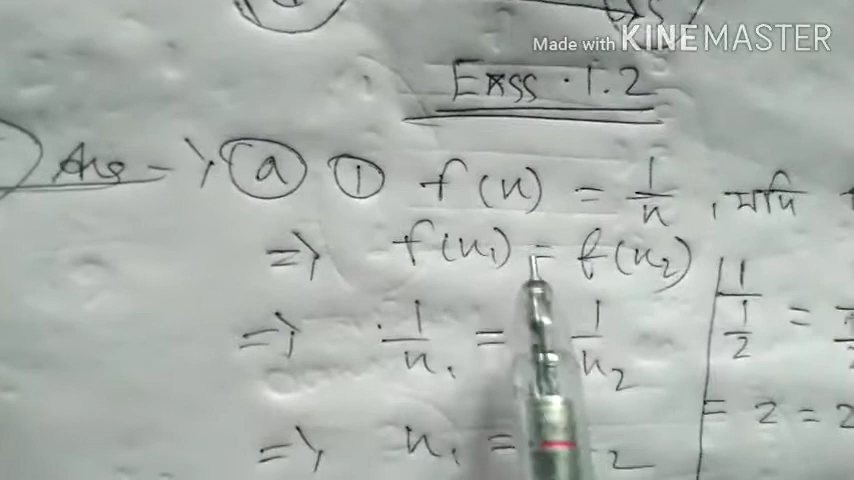 Made with KINEMASTER
Exss. 1.2
Ans → (a) (i) f(x) = 1/x , যদি
=> f(x₁) = f(x₂)
=> 1/x₁ = 1/x₂
=> x₁ = 2
1/(1/2) =
= 2 = 2